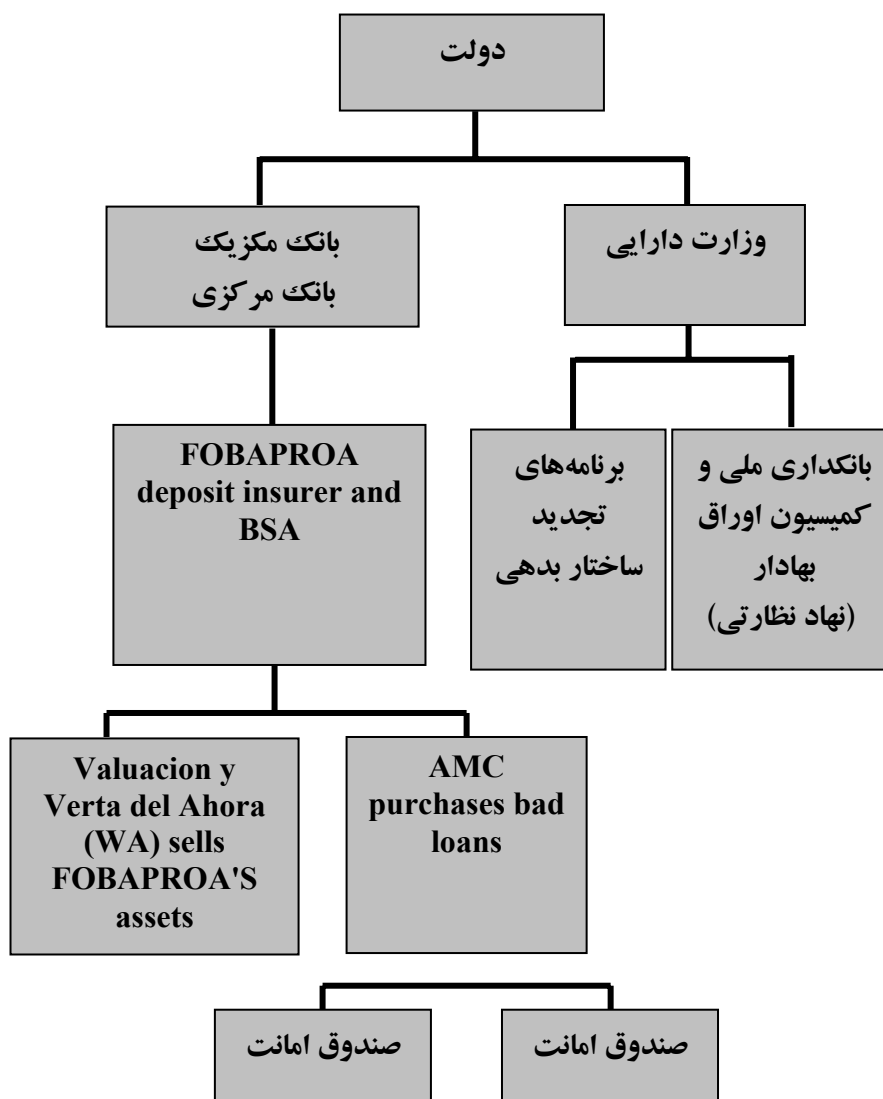 دولت
بانک مکزیک
بانک مرکزی
وزارت دارایی
FOBAPROA
deposit insurer and
BSA
برنامه‌های
تجدید
ساختار بدهی
بانکداری ملی و
کمیسیون اوراق
بهادار
(نهاد نظارتی)
Valuacion y
Verta del Ahora
(WA) sells
FOBAPROA'S
assets
AMC
purchases bad
loans
صندوق امانت
صندوق امانت